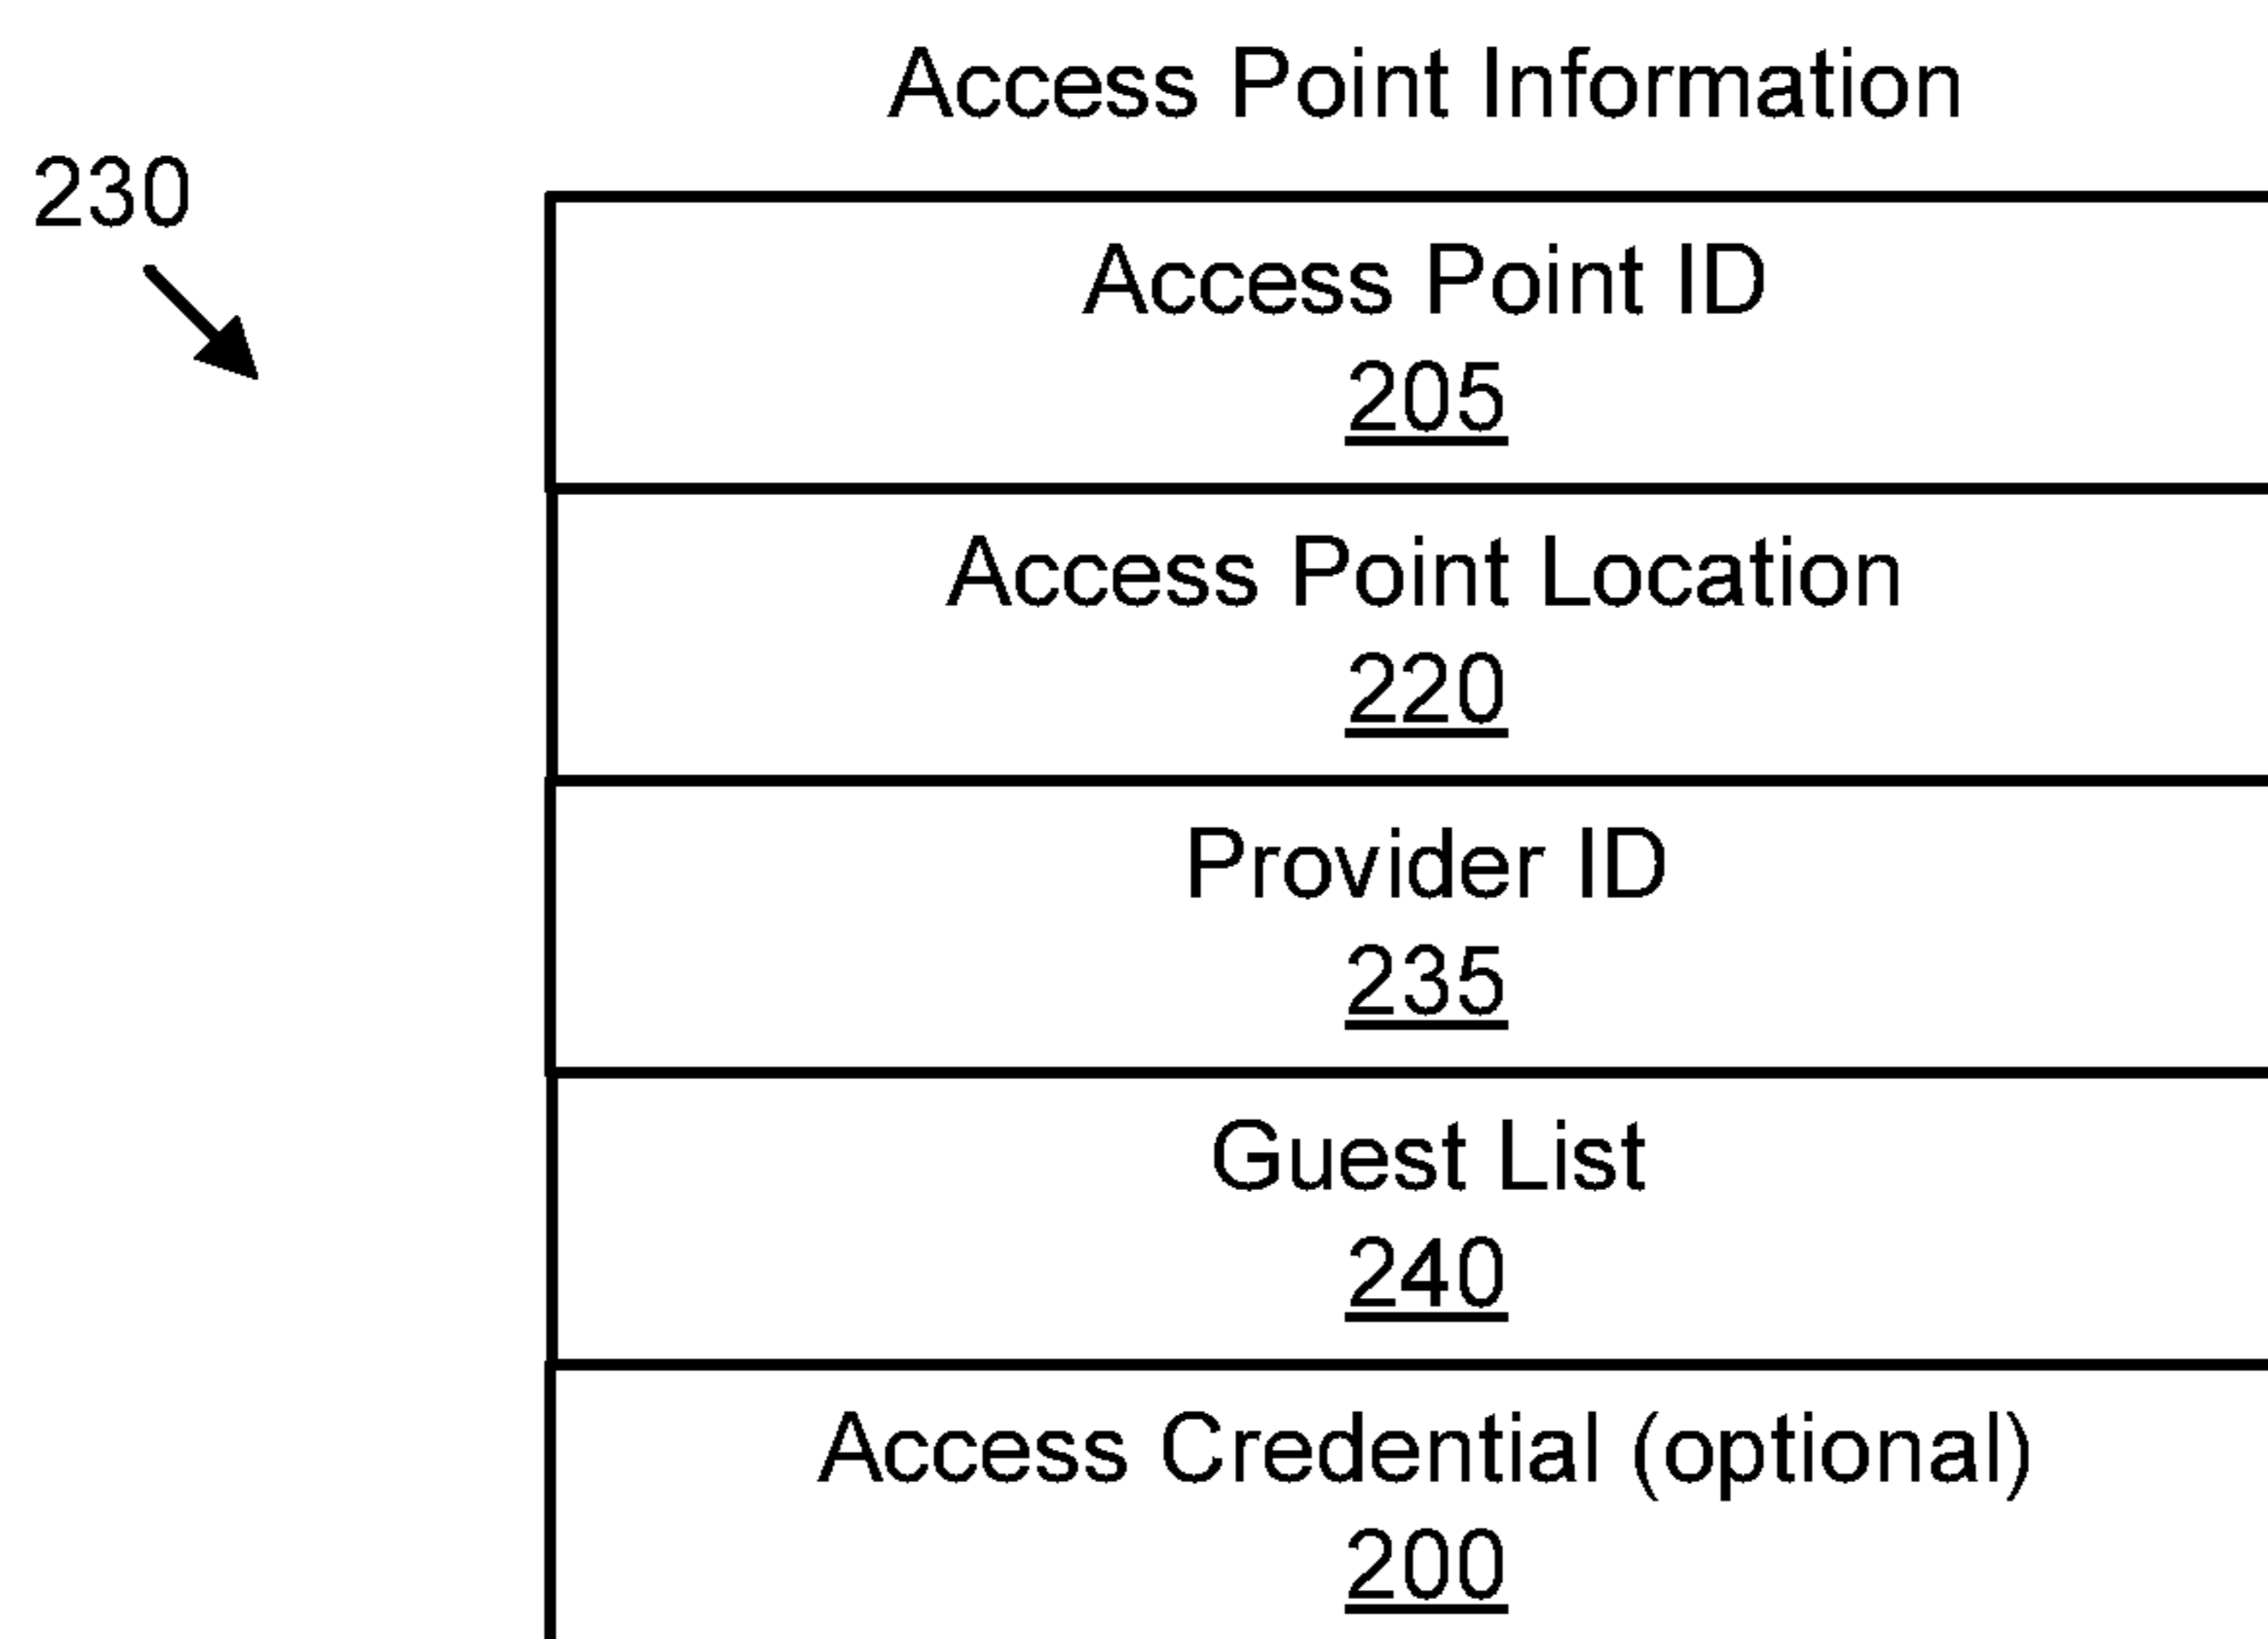 Access Point Information
230
Access Point ID
205
Access Point Location
220
Provider ID
235
Guest List
240
Access Credential (optional)
200